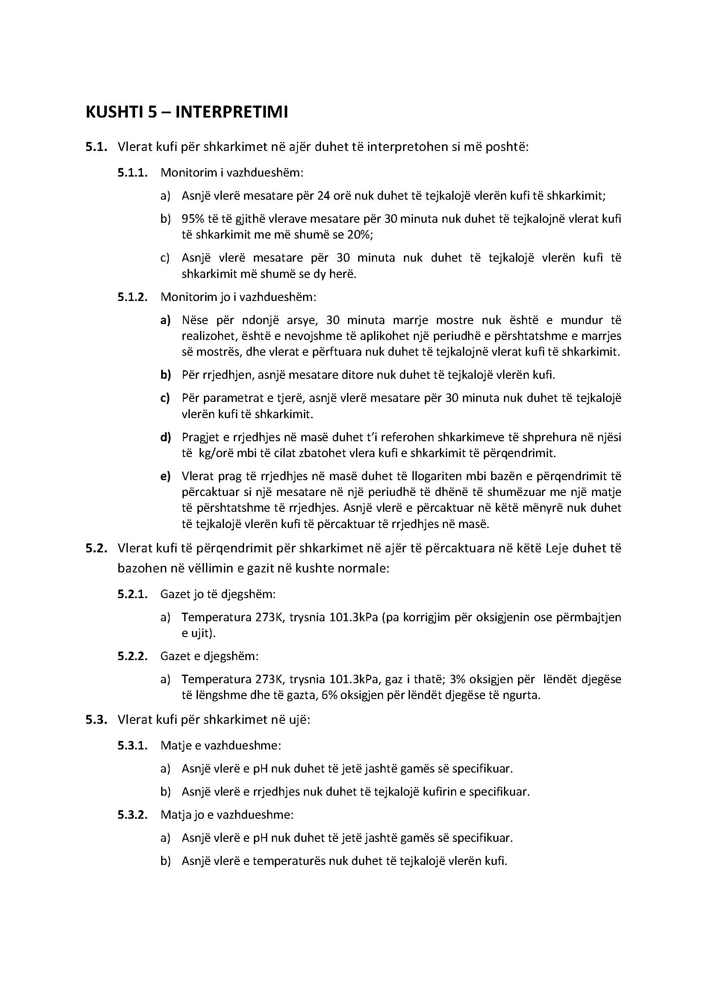 KUSHTI 5 – INTERPRETIMI
5.1. Vlerat kufi për shkarkimet në ajër duhet të interpretohen si më poshtë:
5.1.1. Monitorim i vazhdueshëm:
a) Asnjë vlerë mesatare për 24 orë nuk duhet të tejkalojë vlerën kufi të shkarkimit;
b) 95% të të gjithë vlerave mesatare për 30 minuta nuk duhet të tejkalojnë vlerat kufi
të shkarkimit me më shumë se 20%;
c) Asnjë vlerë mesatare për 30 minuta nuk duhet të tejkalojë vlerën kufi të
shkarkimit më shumë se dy herë.
5.1.2. Monitorim jo i vazhdueshëm:
a) Nëse për ndonjë arsye, 30 minuta marrje mostre nuk është e mundur të
realizohet, është e nevojshme të aplikohet një periudhë e përshtatshme e marrjes
së mostrës, dhe vlerat e përftuara nuk duhet të tejkalojnë vlerat kufi të shkarkimit.
b) Për rrjedhjen, asnjë mesatare ditore nuk duhet të tejkalojë vlerën kufi.
c) Për parametrat e tjerë, asnjë vlerë mesatare për 30 minuta nuk duhet të tejkalojë
vlerën kufi të shkarkimit.
d) Pragjet e rrjedhjes në masë duhet t’i referohen shkarkimeve të shprehura në njësi
të kg/orë mbi të cilat zbatohet vlera kufi e shkarkimit të përqendrimit.
e) Vlerat prag të rrjedhjes në masë duhet të llogariten mbi bazën e përqendrimit të
përcaktuar si një mesatare në një periudhë të dhënë të shumëzuar me një matje
të përshtatshme të rrjedhjes. Asnjë vlerë e përcaktuar në këtë mënyrë nuk duhet
të tejkalojë vlerën kufi të përcaktuar të rrjedhjes në masë.
5.2. Vlerat kufi të përqendrimit për shkarkimet në ajër të përcaktuara në këtë Leje duhet të
bazohen në vëllimin e gazit në kushte normale:
5.2.1. Gazet jo të djegshëm:
a) Temperatura 273K, trysnia 101.3kPa (pa korrigjim për oksigjenin ose përmbajtjen
e ujit).
5.2.2. Gazet e djegshëm:
a) Temperatura 273K, trysnia 101.3kPa, gaz i thatë; 3% oksigjen për lëndët djegëse
të lëngshme dhe të gazta, 6% oksigjen për lëndët djegëse të ngurta.
5.3. Vlerat kufi për shkarkimet në ujë:
5.3.1. Matje e vazhdueshme:
a) Asnjë vlerë e pH nuk duhet të jetë jashtë gamës së specifikuar.
b) Asnjë vlerë e rrjedhjes nuk duhet të tejkalojë kufirin e specifikuar.
5.3.2. Matja jo e vazhdueshme:
a) Asnjë vlerë e pH nuk duhet të jetë jashtë gamës së specifikuar.
b) Asnjë vlerë e temperaturës nuk duhet të tejkalojë vlerën kufi.